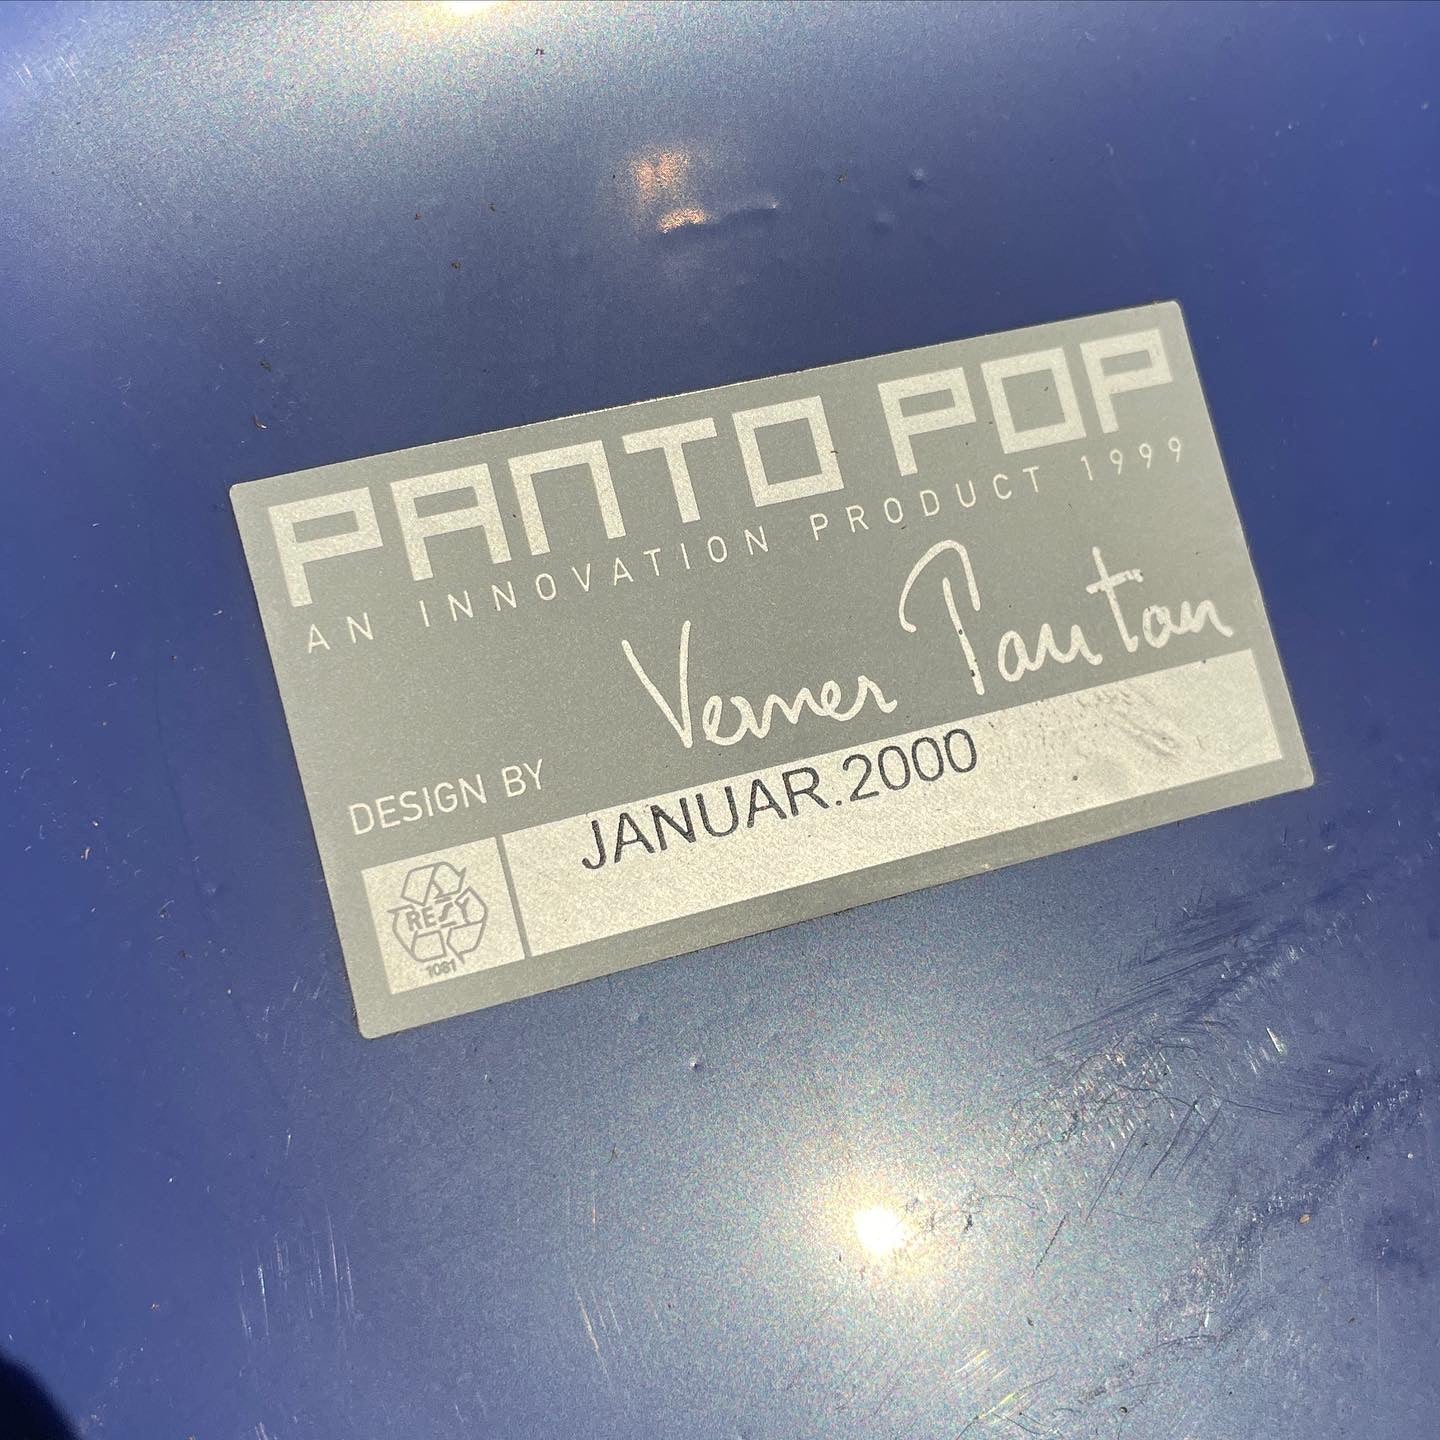 PANTO POP
AN INNOVATION PRODUCT 1999
Verner Panton
DESIGN BY
JANUAR.2000
RESY
1081